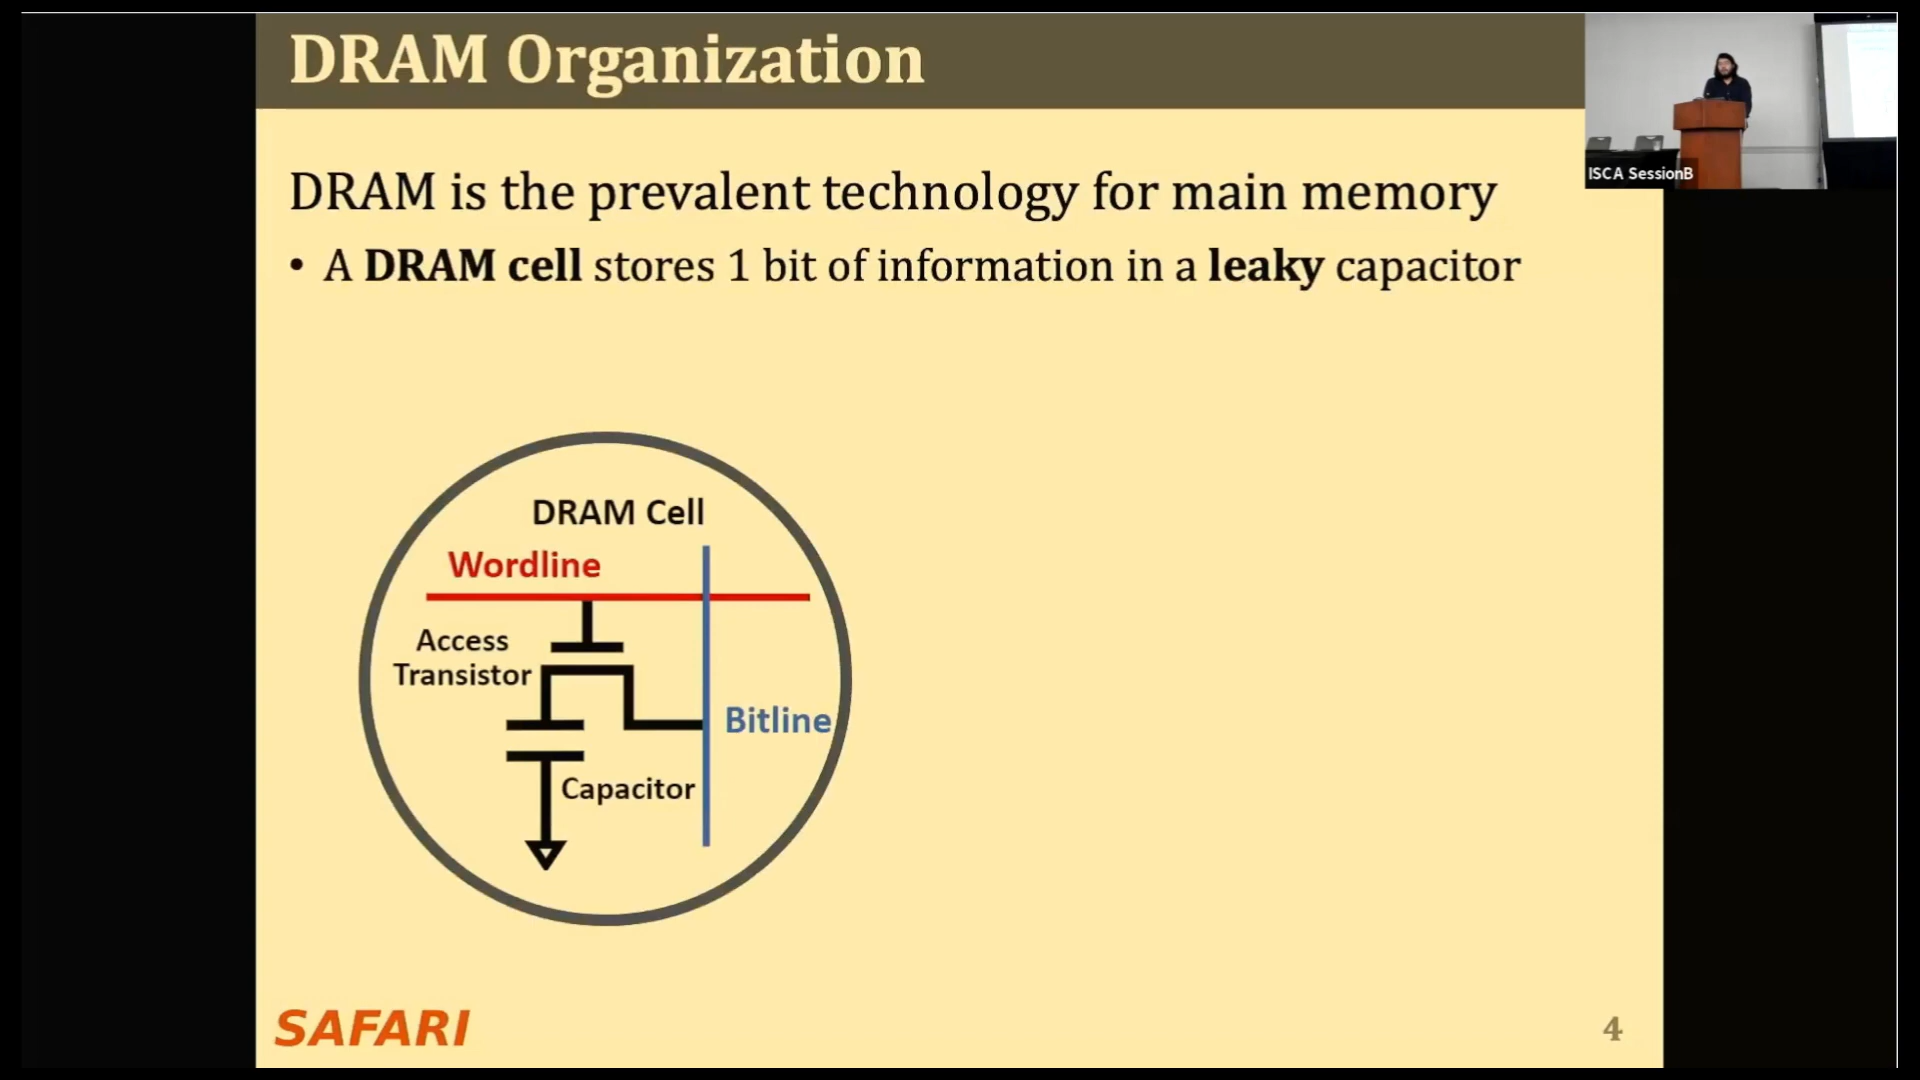 DRAM Organization
DRAM is the prevalent technology for main memory
• A DRAM cell stores 1 bit of information in a leaky capacitor
ISCA SessionB
DRAM Cell
Wordline
Access
Transistor
Bitline
Capacitor
SAFARI
4